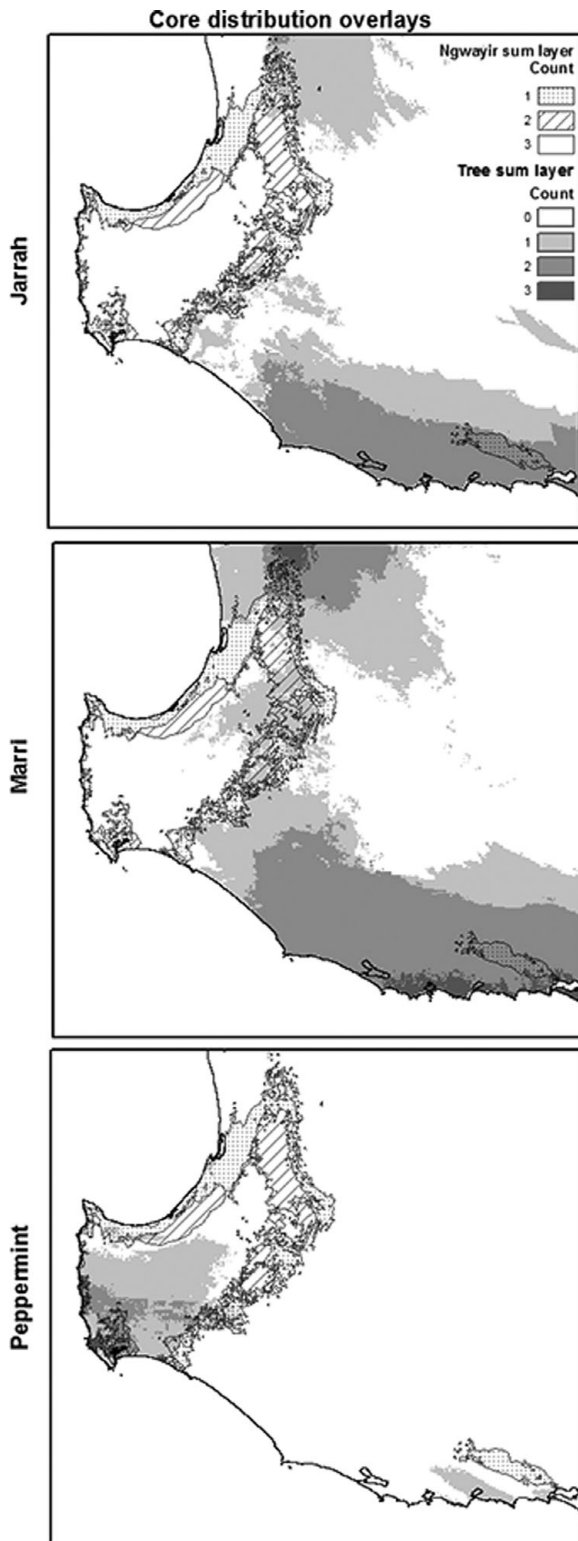 Core distribution overlays
Ngwayir sum layer
Count
1
2
3
Tree sum layer
Count
0
1
2
3
Jarrah
Marri
Peppermint